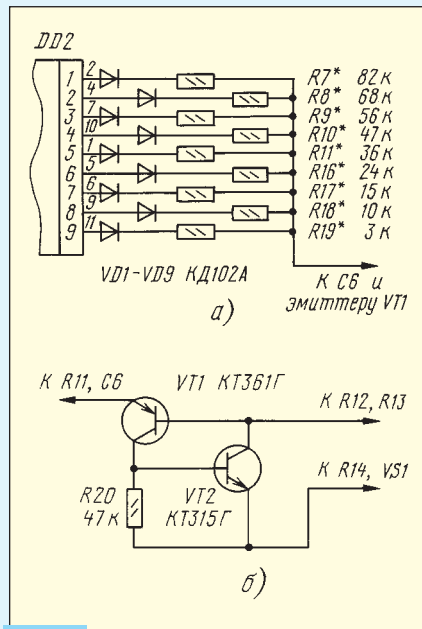 DD2
1 2 R7* 82 к
2 4 R8* 68 к
3 7 R9* 56 к
4 10 R10* 47 к
5 1 R11* 36 к
6 5 R16* 24 к
7 6 R17* 15 к
8 9 R18* 10 к
9 11 R19* 3 к
VD1-VD9 КД102А
К С6 и
эмиттеру VT1
а)
К R11, С6
VT1 КТ361Г
К R12, R13
К R14, VS1
R20
47 к
VT2
КТ315Г
б)